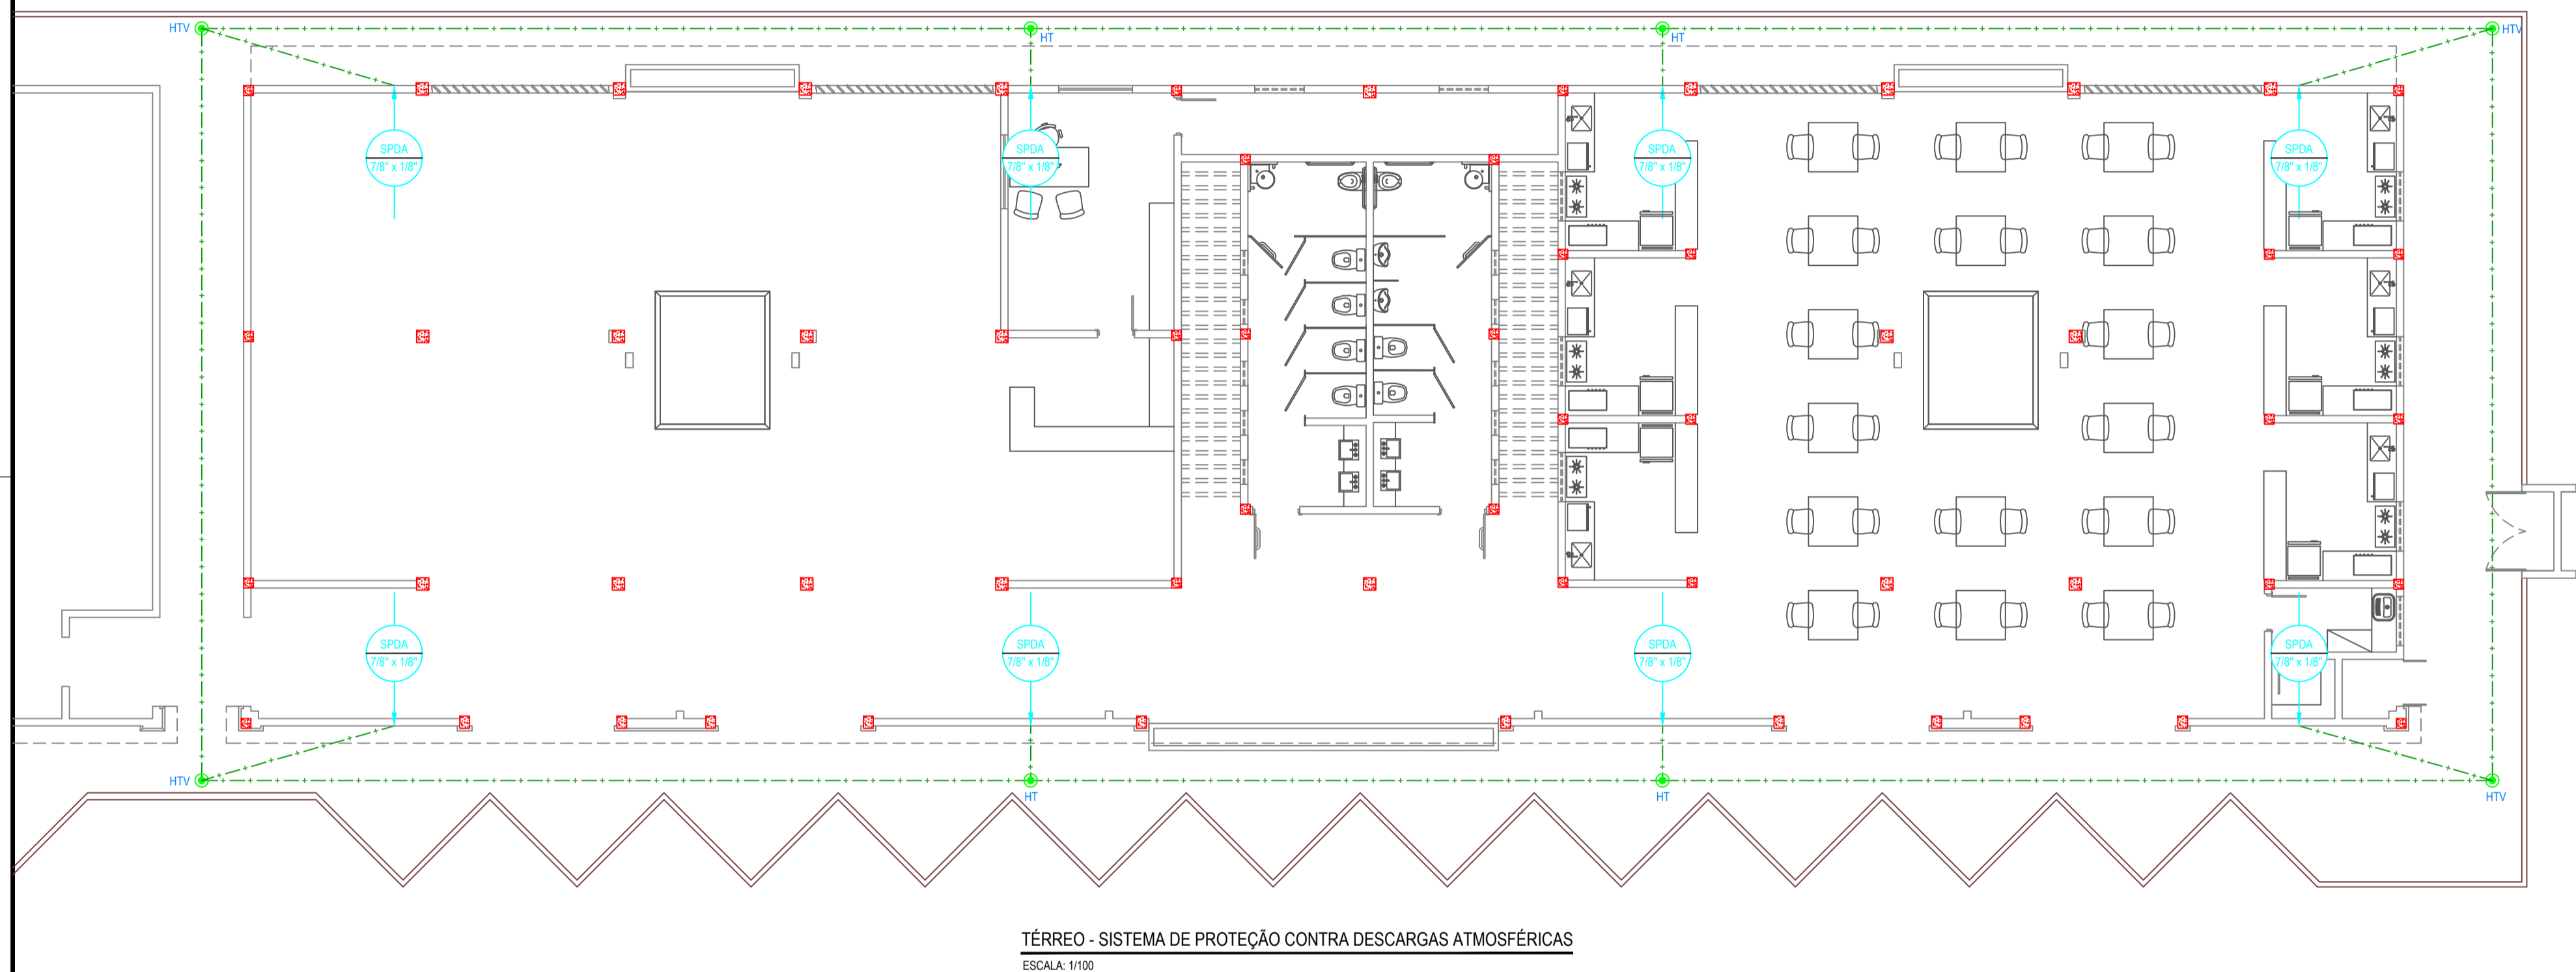 HTV
HT
HT
HTV
SPDA
7/8" x 1/8"
SPDA
7/8" x 1/8"
SPDA
7/8" x 1/8"
SPDA
7/8" x 1/8"
SPDA
7/8" x 1/8"
SPDA
7/8" x 1/8"
SPDA
7/8" x 1/8"
SPDA
7/8" x 1/8"
HTV
HT
HT
HTV
TÉRREO - SISTEMA DE PROTEÇÃO CONTRA DESCARGAS ATMOSFÉRICAS
ESCALA: 1/100